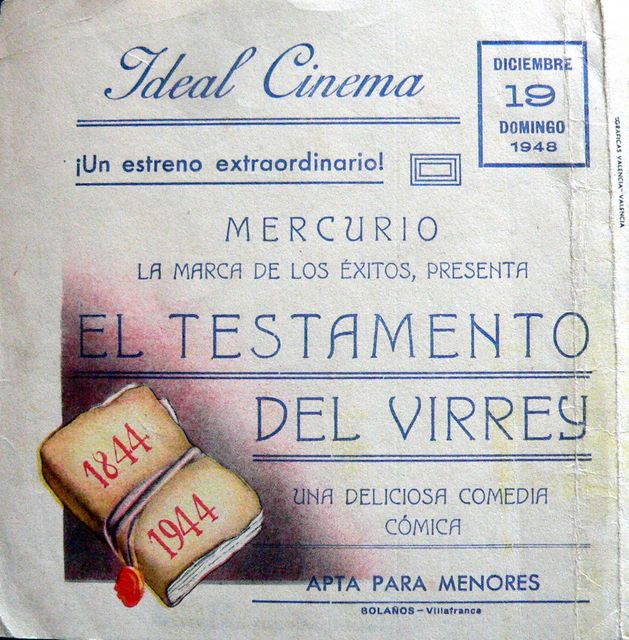 Ideal Cinema
DICIEMBRE
19
DOMINGO
1948
¡Un estreno extraordinario!
MERCURIO
LA MARCA DE LOS ÉXITOS, PRESENTA
EL TESTAMENTO
DEL VIRREY
1844
1944
UNA DELICIOSA COMEDIA
CÓMICA
APTA PARA MENORES
BOLAÑOS - Villafranca
GRÁFICAS VALENCIA - VALENCIA